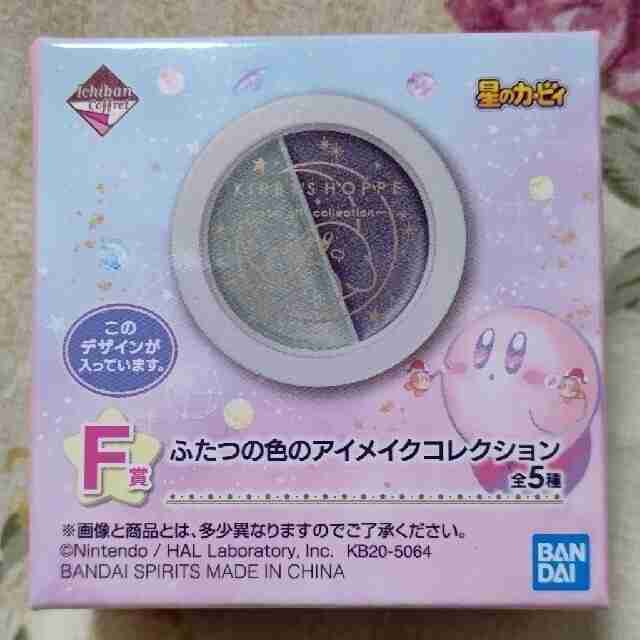 Ichiban
Coffret
星のカービィ
KIRBY SHOPPE
collection
この
デザインが
入っています。
F賞
ふたつの色のアイメイクコレクション
全5種
※画像と商品とは、多少異なりますのでご了承ください。
©Nintendo / HAL Laboratory, Inc. KB20-5064
BANDAI SPIRITS MADE IN CHINA
BAN
DAI